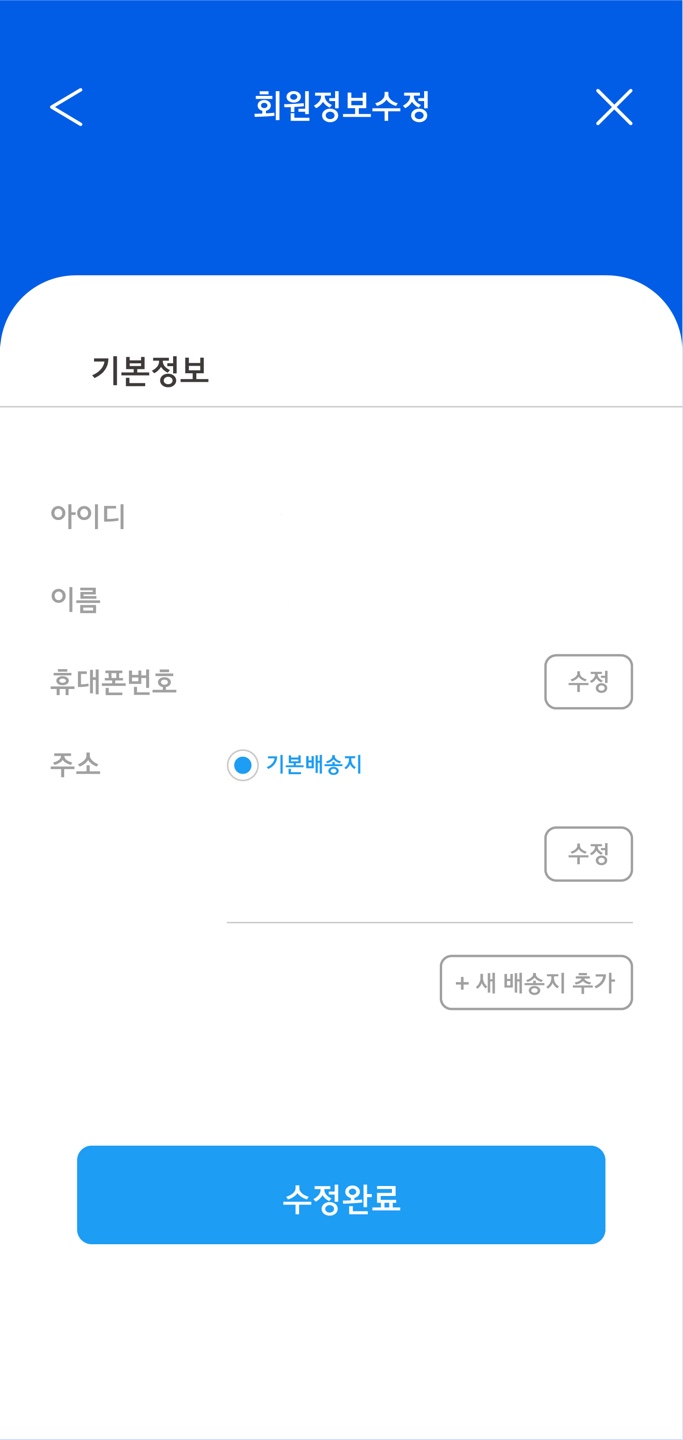 회원정보수정
기본정보
아이디
이름
휴대폰번호
수정
주소
기본배송지
수정
+ 새 배송지 추가
수정완료